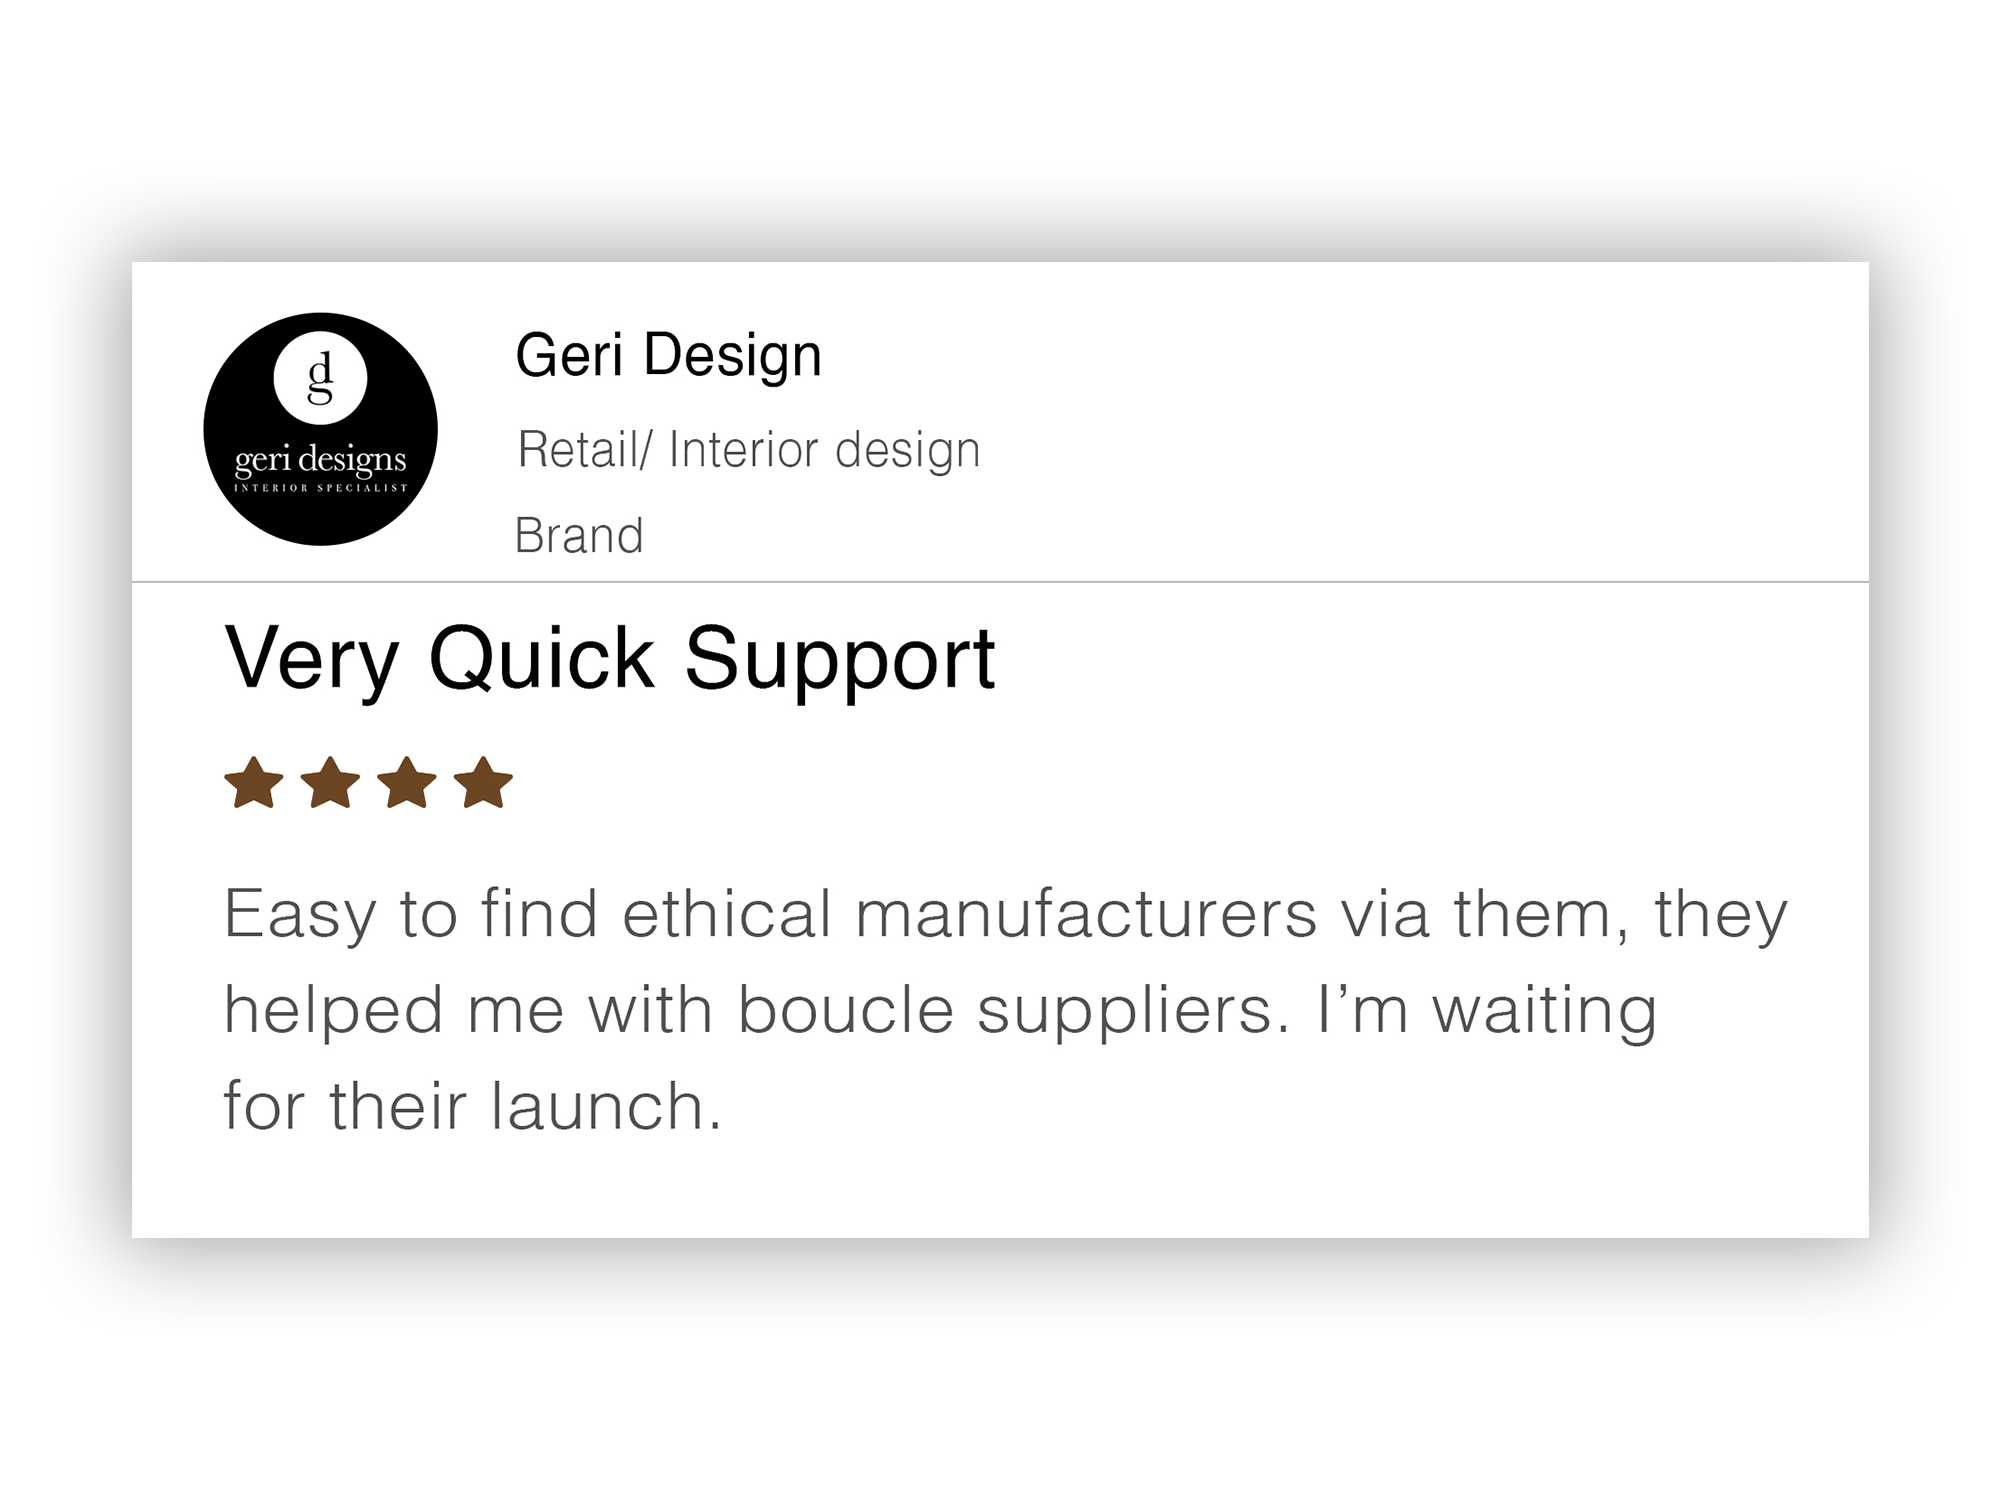 d
g
geri designs
INTERIOR SPECIALIST
Geri Design
Retail/ Interior design
Brand
Very Quick Support
Easy to find ethical manufacturers via them, they
helped me with boucle suppliers. I’m waiting
for their launch.